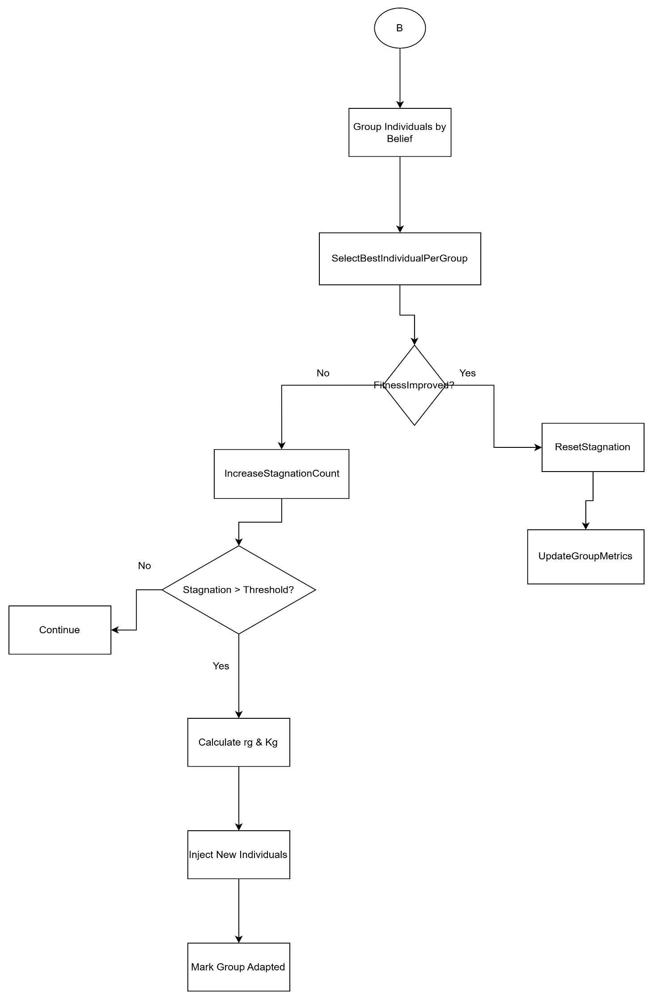 B
Group Individuals by
Belief
SelectBestIndividualPerGroup
No
Yes
FitnessImproved?
ResetStagnation
IncreaseStagnationCount
UpdateGroupMetrics
No
Stagnation > Threshold?
Continue
Yes
Calculate rg & Kg
Inject New Individuals
Mark Group Adapted